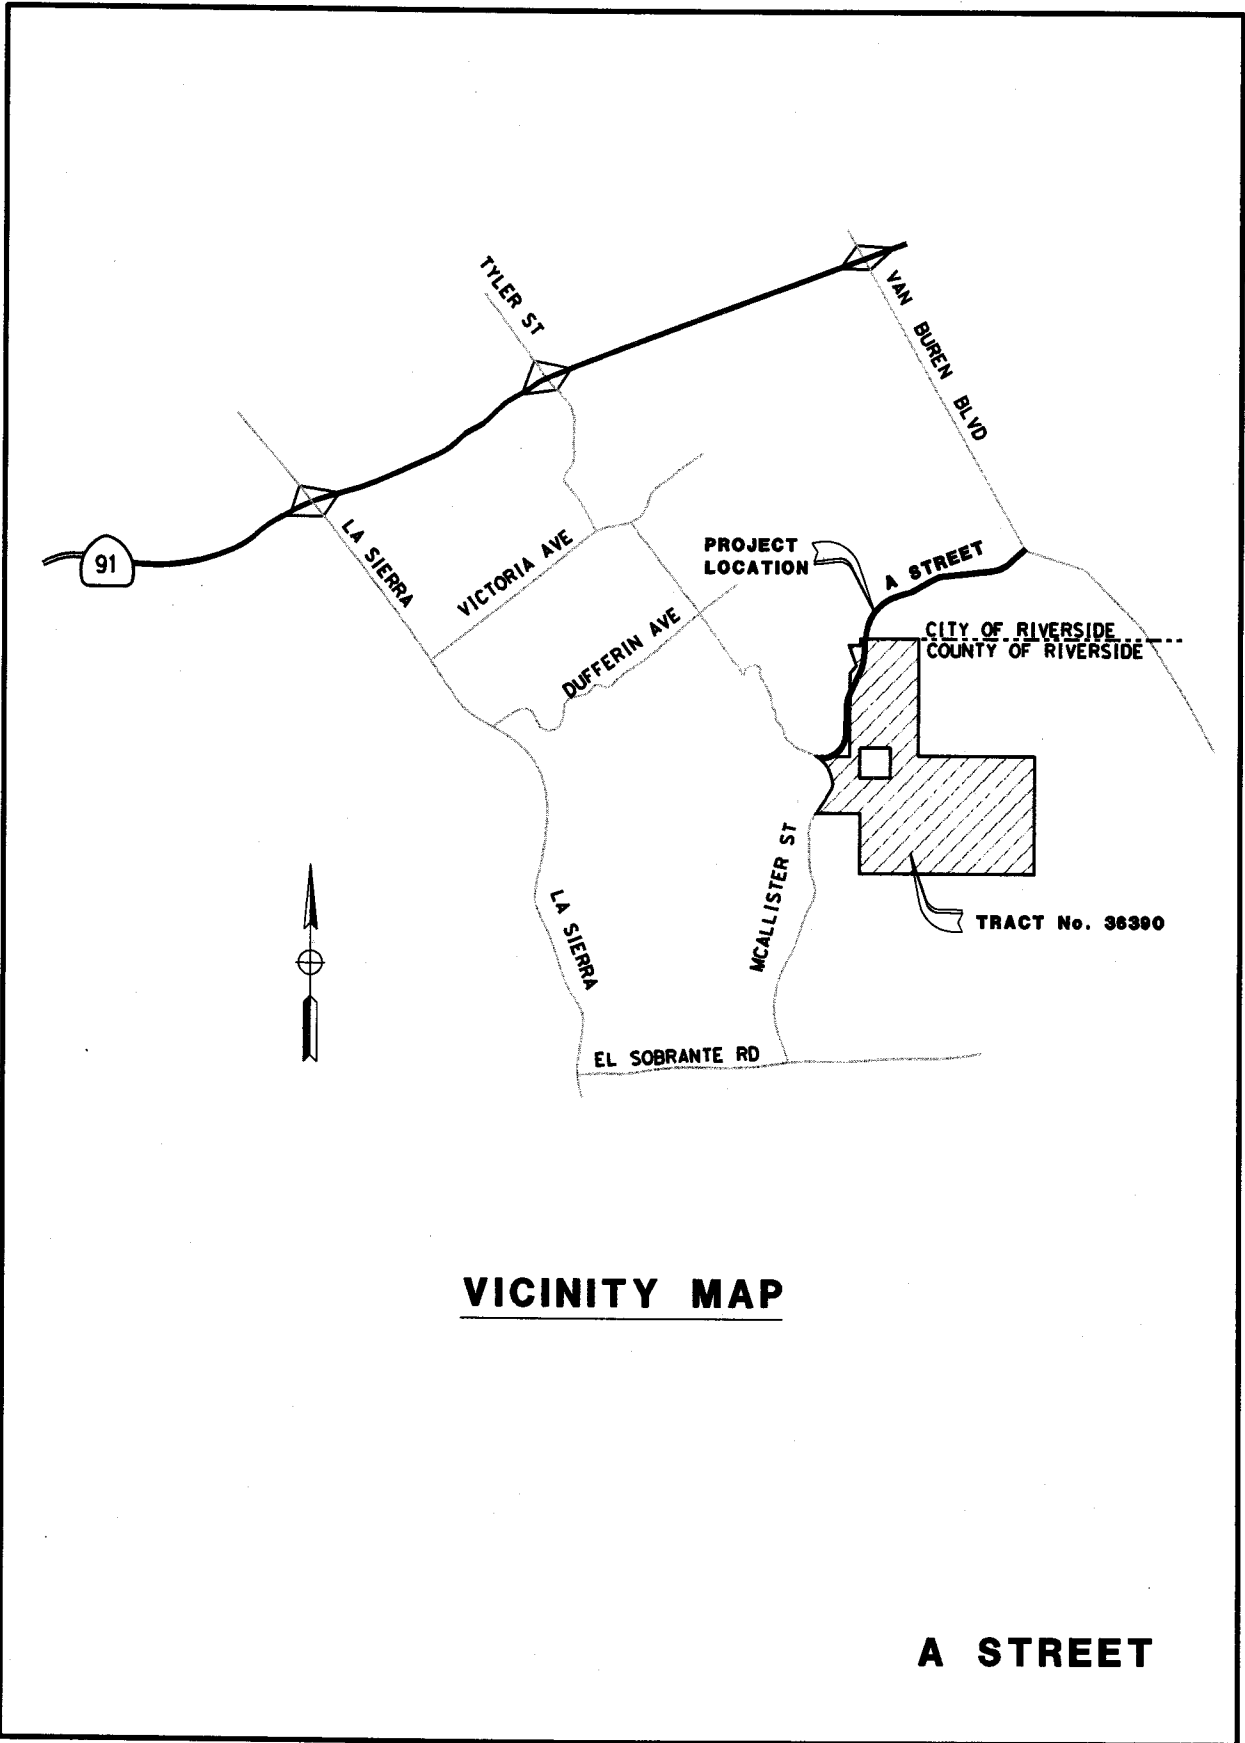 TYLER ST
VAN BUREN BLVD
91
LA SIERRA
VICTORIA AVE
DUFFERIN AVE
PROJECT
LOCATION
A STREET
CITY OF RIVERSIDE
COUNTY OF RIVERSIDE
MCALLISTER ST
LA SIERRA
TRACT No. 36390
EL SOBRANTE RD
VICINITY MAP
A STREET